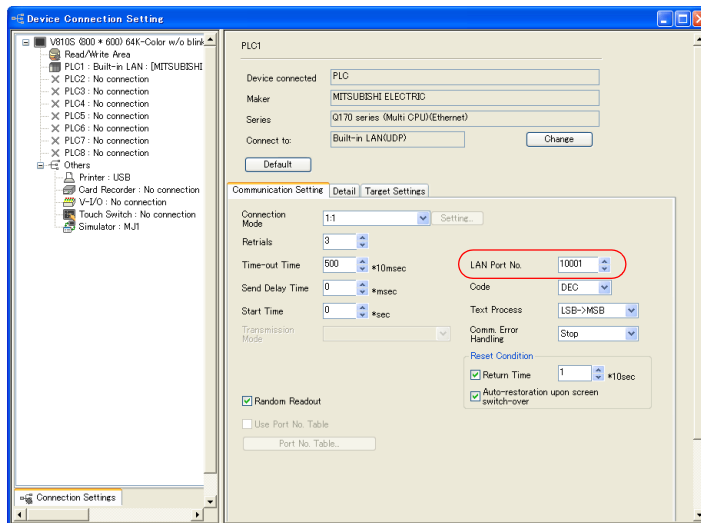 Device Connection Setting
V810S (800 * 600) 64K-Color w/o blink
Read/Write Area
PLC1 : Built-in LAN : [MITSUBISHI
PLC2 : No connection
PLC3 : No connection
PLC4 : No connection
PLC5 : No connection
PLC6 : No connection
PLC7 : No connection
PLC8 : No connection
Others
Printer : USB
Card Recorder : No connection
V-I/O : No connection
Touch Switch : No connection
Simulator : MJ1
Connection Settings
PLC1
Device connected PLC
Maker MITSUBISHI ELECTRIC
Series Q170 series (Multi CPU)(Ethernet)
Connect to: Built-in LAN(UDP) Change
Default
Communication Setting Detail Target Settings
Connection
Mode 1:1 Setting..
Retrials 3
Time-out Time 500 *10msec
Send Delay Time 0 *msec
Start Time 0 *sec
Transmission
Mode
Random Readout
Use Port No. Table
Port No. Table..
LAN Port No. 10001
Code DEC
Text Process LSB->MSB
Comm. Error
Handling Stop
Reset Condition
Return Time 1 *10sec
Auto-restoration upon screen
switch-over